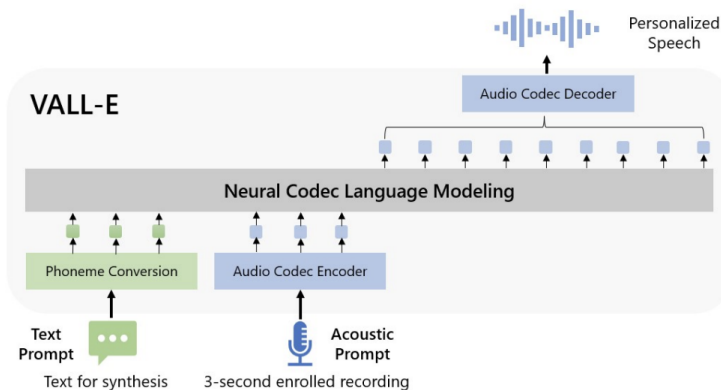 Personalized
Speech
VALL-E
Audio Codec Decoder
Neural Codec Language Modeling
Phoneme Conversion
Audio Codec Encoder
Text
Prompt
Acoustic
Prompt
Text for synthesis
3-second enrolled recording